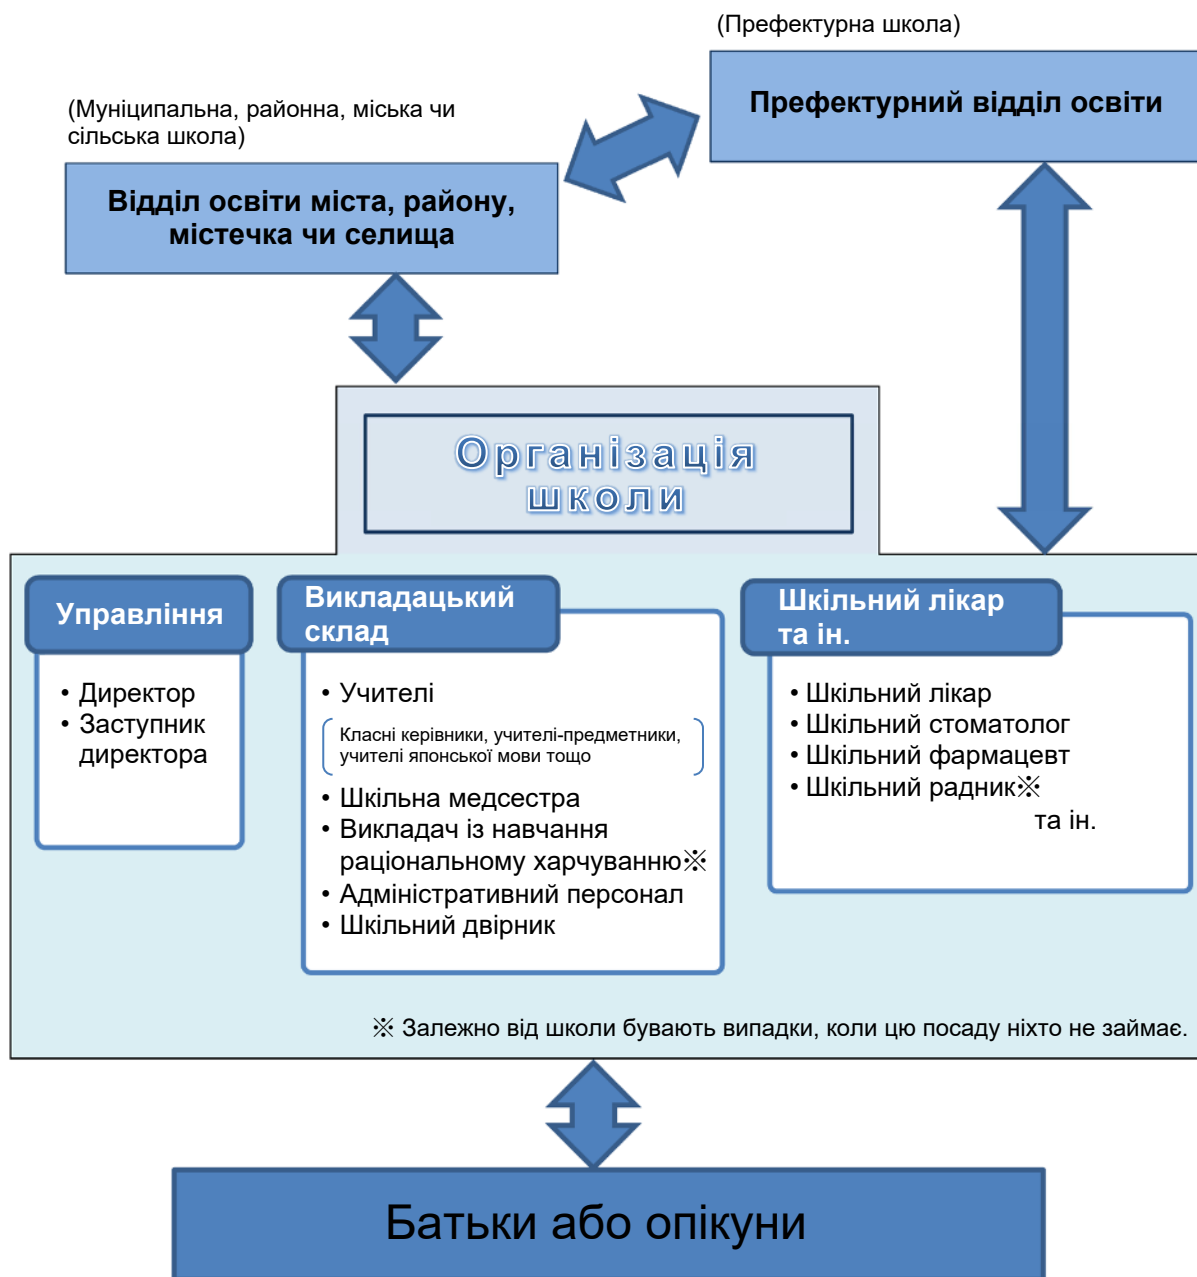 (Префектурна школа)
Префектурний відділ освіти
(Муніципальна, районна, міська чи
сільська школа)
Відділ освіти міста, району,
містечка чи селища
Організація
школи
Управління
• Директор
• Заступник
директора
Викладацький
склад
• Учителі
Класні керівники, учителі-предметники,
учителі японської мови тощо
• Шкільна медсестра
• Викладач із навчання
раціональному харчуванню※
• Адміністративний персонал
• Шкільний двірник
Шкільний лікар
та ін.
• Шкільний лікар
• Шкільний стоматолог
• Шкільний фармацевт
• Шкільний радник※
та ін.
※ Залежно від школи бувають випадки, коли цю посаду ніхто не займає.
Батьки або опікуни